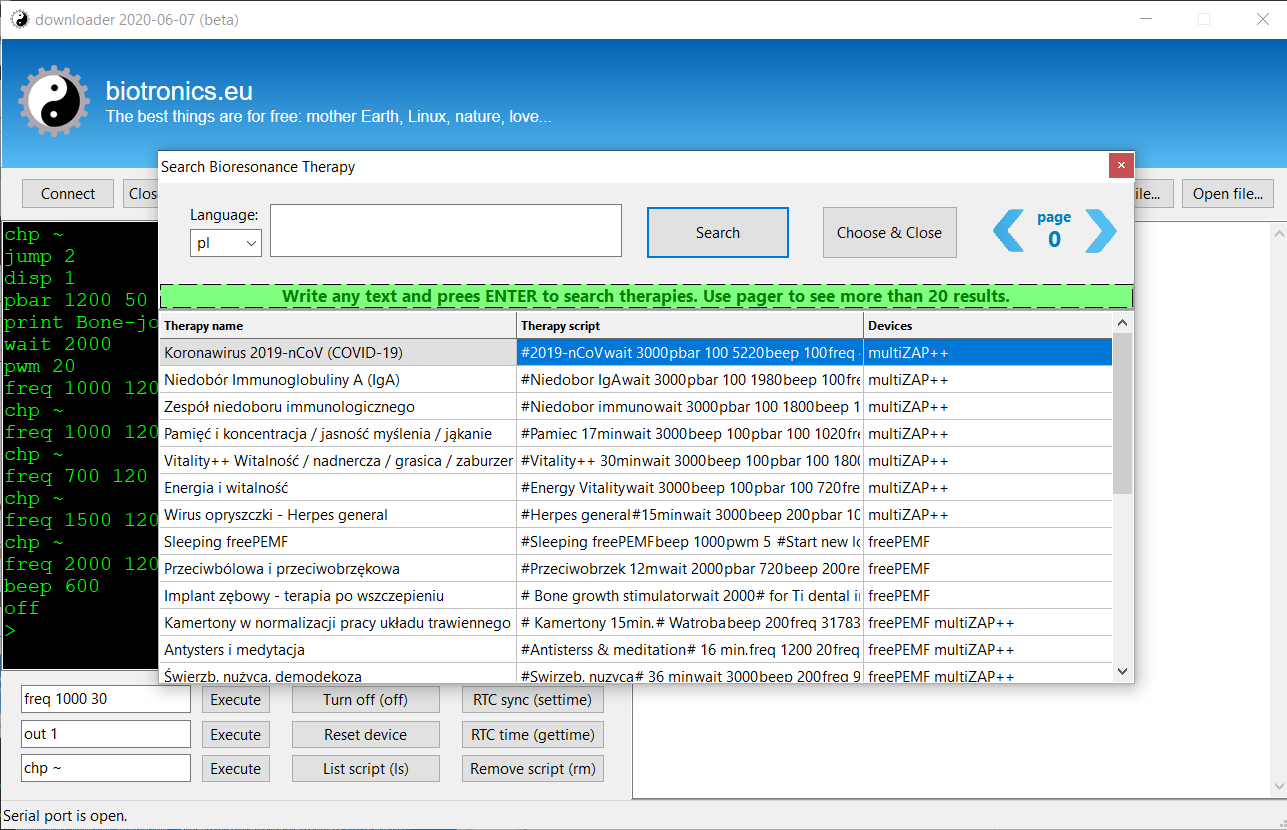 downloader 2020-06-07 (beta)
biotronics.eu
The best things are for free: mother Earth, Linux, nature, love...
Search Bioresonance Therapy
Connect
Clos
ile...
Open file...
Language:
pl
Search
Choose & Close
page
0
Write any text and prees ENTER to search therapies. Use pager to see more than 20 results.
Therapy name Therapy script Devices
Koronawirus 2019-nCoV (COVID-19) #2019-nCoVwait 3000pbar 100 5220beep 100freq multiZAP++
Niedobór Immunoglobuliny A (IgA) #Niedobor IgAwait 3000pbar 100 1980beep 100fre multiZAP++
Zespół niedoboru immunologicznego #Niedobor immunowait 3000pbar 100 1800beep 1 multiZAP++
Pamięć i koncentracja / jasność myślenia / jąkanie #Pamiec 17minwait 3000beep 100pbar 100 1020fr multiZAP++
Vitality++ Witalność / nadnercza / grasica / zaburzer #Vitality++ 30minwait 3000beep 100pbar 100 180 multiZAP++
Energia i witalność #Energy Vitalitywait 3000beep 100pbar 100 720fre multiZAP++
Wirus opryszczki - Herpes general #Herpes general#15minwait 3000beep 200pbar 10 multiZAP++
Sleeping freePEMF #Sleeping freePEMFbeep 1000pwm 5 #Start new lo freePEMF
Przeciwbólowa i przeciwobrzękowa #Przeciwobrzek 12mwait 2000pbar 720beep 200re freePEMF
Implant zębowy - terapia po wszczepieniu # Bone growth stimulatorwait 2000# for Ti dental i freePEMF
Kamertony w normalizacji pracy układu trawiennego # Kamertony 15min.# Watrobabeep 200freq 31783 freePEMF multiZAP++
Antysters i medytacja #Antisterss & meditation# 16 min.freq 1200 20freq freePEMF multiZAP++
Świerzb, nużyca, demodekoza #Swirzeb, nuzyca# 36 minwait 3000beep 200freq 9 freePEMF multiZAP++
chp ~
jump 2
disp 1
pbar 1200 50
print Bone-jo
wait 2000
pwm 20
freq 1000 120
chp ~
freq 1000 120
chp ~
freq 700 120
chp ~
freq 1500 120
chp ~
freq 2000 120
beep 600
off
>
freq 1000 30 Execute Turn off (off) RTC sync (settime)
out 1 Execute Reset device RTC time (gettime)
chp ~ Execute List script (ls) Remove script (rm)
Serial port is open.